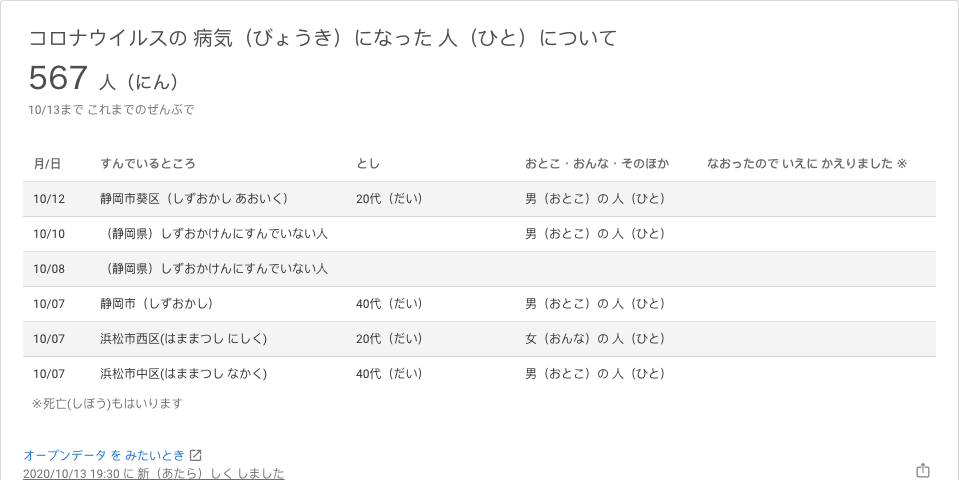 コロナウイルスの 病気（びょうき）になった 人（ひと）について
567 人（にん）
10/13まで これまでのぜんぶで
月/日 すんでいるところ とし おとこ・おんな・そのほか なおったので いえに かえりました ※
10/12 静岡市葵区（しずおかし あおいく） 20代（だい） 男（おとこ）の 人（ひと）
10/10 （静岡県）しずおかけんにすんでいない人 男（おとこ）の 人（ひと）
10/08 （静岡県）しずおかけんにすんでいない人
10/07 静岡市（しずおかし） 40代（だい） 男（おとこ）の 人（ひと）
10/07 浜松市西区(はままつし にしく) 20代（だい） 女（おんな）の 人（ひと）
10/07 浜松市中区(はままつし なかく) 40代（だい） 男（おとこ）の 人（ひと）
※死亡(しぼう)もはいります
オープンデータ を みたいとき
2020/10/13 19:30 に 新（あたら）しく しました